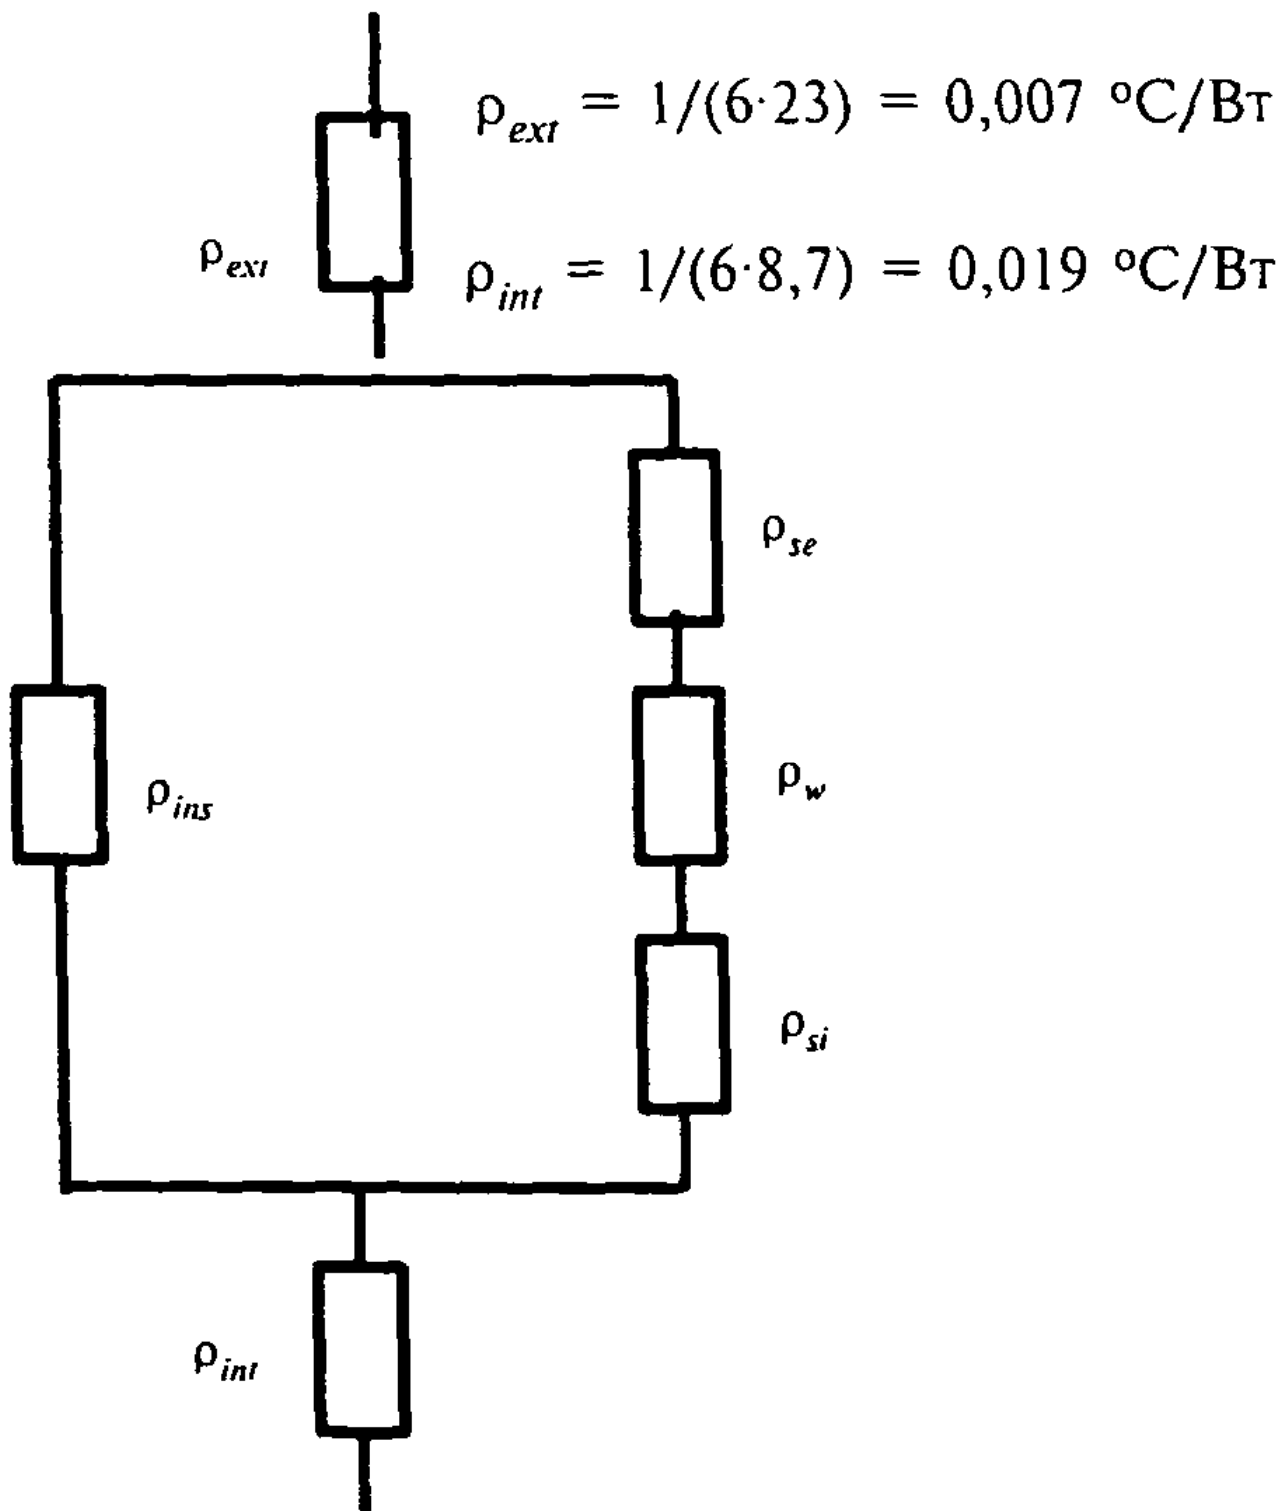 ρext = 1/(6·23) = 0,007 °C/Вт
ρext
ρint = 1/(6·8,7) = 0,019 °C/Вт
ρse
ρins
ρw
ρsi
ρint